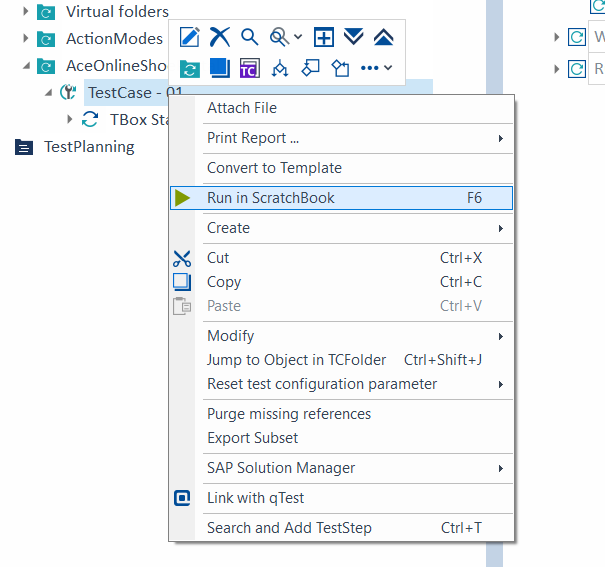 Virtual folders
ActionModes
AceOnlineSho
TC
TestCase - 01
TBox Sta
TestPlanning
W
R
Attach File
Print Report ...
Convert to Template
Run in ScratchBook F6
Create
Cut Ctrl+X
Copy Ctrl+C
Paste Ctrl+V
Modify
Jump to Object in TCFolder Ctrl+Shift+J
Reset test configuration parameter
Purge missing references
Export Subset
SAP Solution Manager
Link with qTest
Search and Add TestStep Ctrl+T